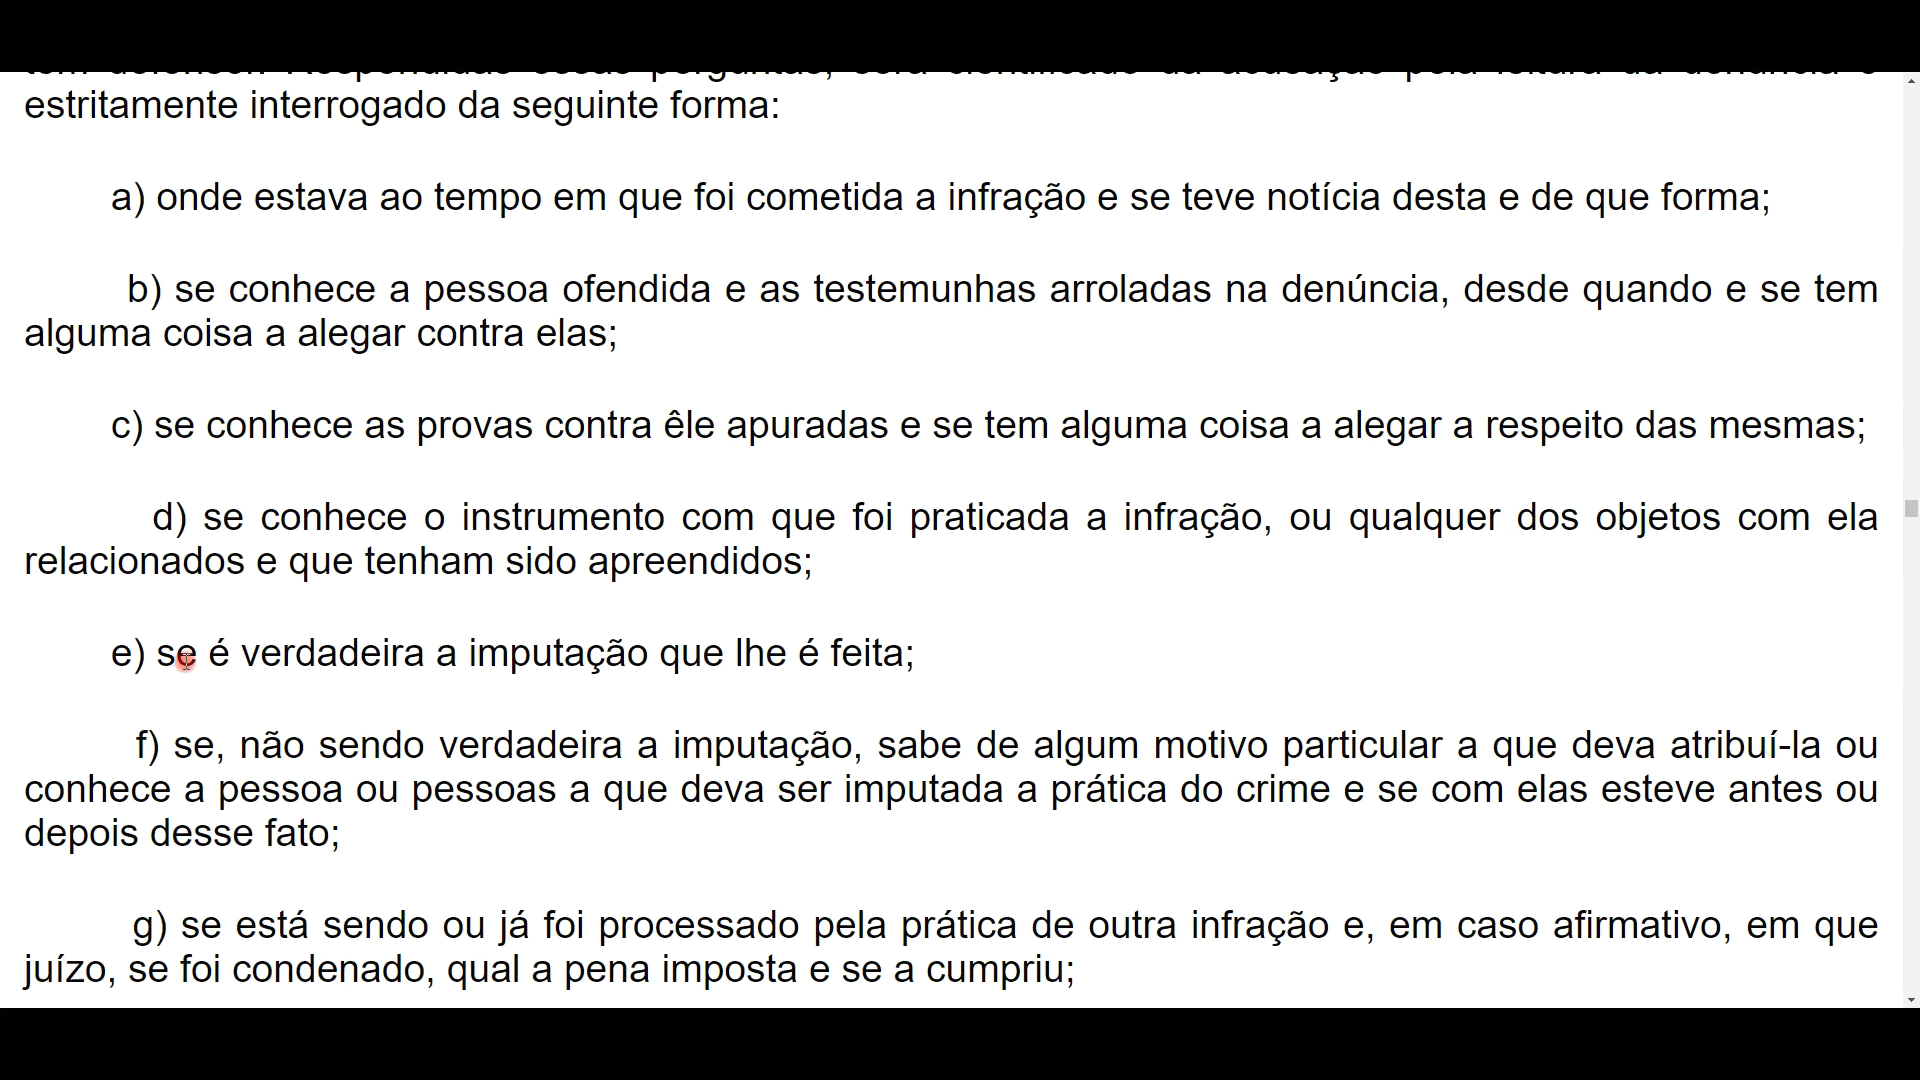 estritamente interrogado da seguinte forma:
a) onde estava ao tempo em que foi cometida a infração e se teve notícia desta e de que forma;
b) se conhece a pessoa ofendida e as testemunhas arroladas na denúncia, desde quando e se tem
alguma coisa a alegar contra elas;
c) se conhece as provas contra êle apuradas e se tem alguma coisa a alegar a respeito das mesmas;
d) se conhece o instrumento com que foi praticada a infração, ou qualquer dos objetos com ela
relacionados e que tenham sido apreendidos;
e) se é verdadeira a imputação que lhe é feita;
f) se, não sendo verdadeira a imputação, sabe de algum motivo particular a que deva atribuí-la ou
conhece a pessoa ou pessoas a que deva ser imputada a prática do crime e se com elas esteve antes ou
depois desse fato;
g) se está sendo ou já foi processado pela prática de outra infração e, em caso afirmativo, em que
juízo, se foi condenado, qual a pena imposta e se a cumpriu;